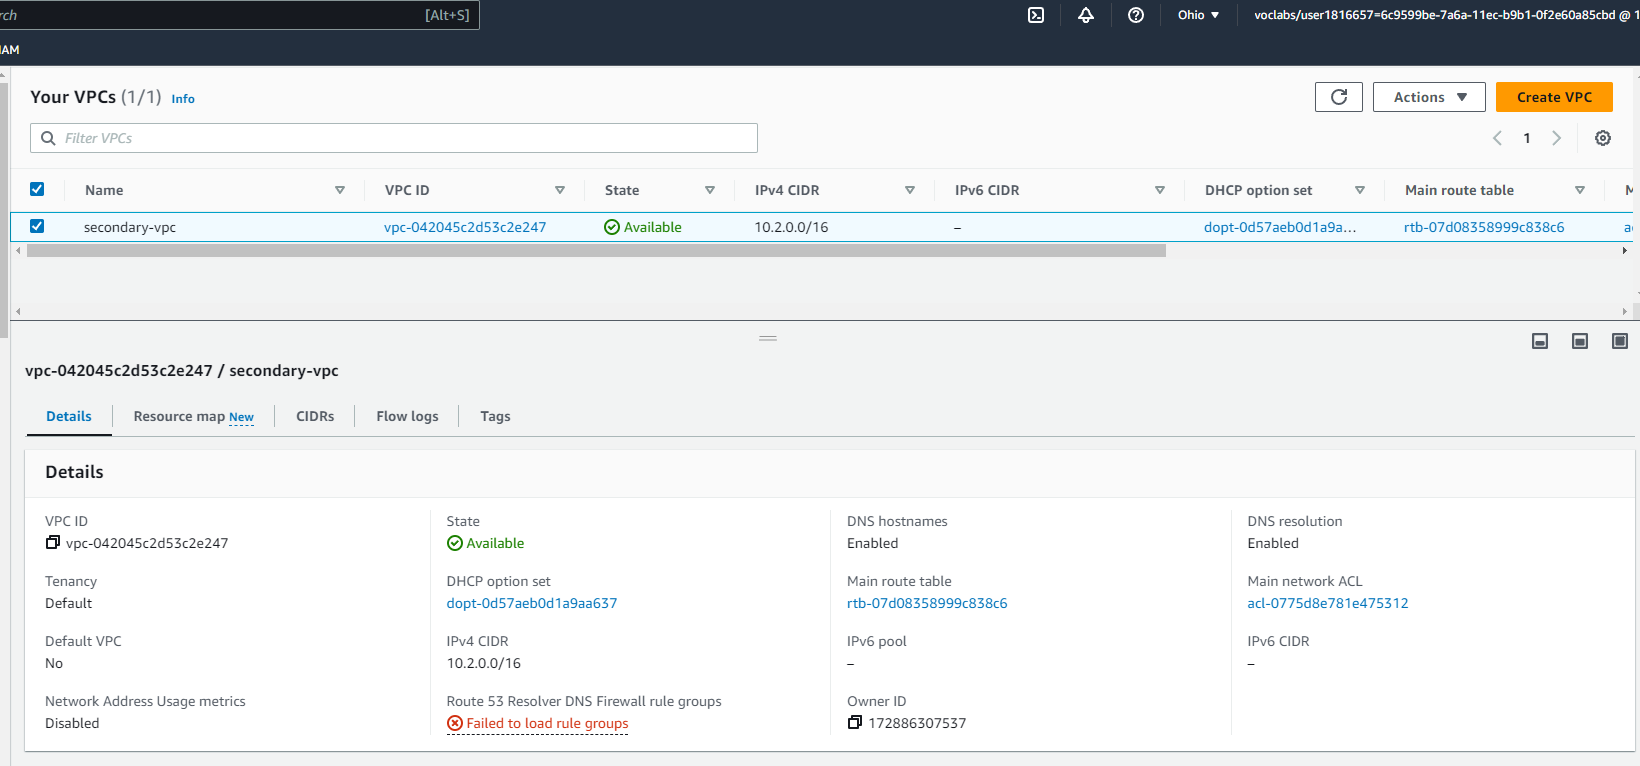 rch [Alt+S] Ohio ▼ voclabs/user1816657=6c9599be-7a6a-11ec-b9b1-0f2e60a85cbd @ 1
IAM
Your VPCs (1/1) Info Actions ▼ Create VPC
Filter VPCs 1
Name VPC ID State IPv4 CIDR IPv6 CIDR DHCP option set Main route table
secondary-vpc vpc-042045c2d53c2e247 Available 10.2.0.0/16 – dopt-0d57aeb0d1a9a... rtb-07d08358999c838c6 a
vpc-042045c2d53c2e247 / secondary-vpc
Details Resource map New CIDRs Flow logs Tags
Details
VPC ID State DNS hostnames DNS resolution
vpc-042045c2d53c2e247 Available Enabled Enabled
Tenancy DHCP option set Main route table Main network ACL
Default dopt-0d57aeb0d1a9aa637 rtb-07d08358999c838c6 acl-0775d8e781e475312
Default VPC IPv4 CIDR IPv6 pool IPv6 CIDR
No 10.2.0.0/16 – –
Network Address Usage metrics Route 53 Resolver DNS Firewall rule groups Owner ID
Disabled Failed to load rule groups 172886307537